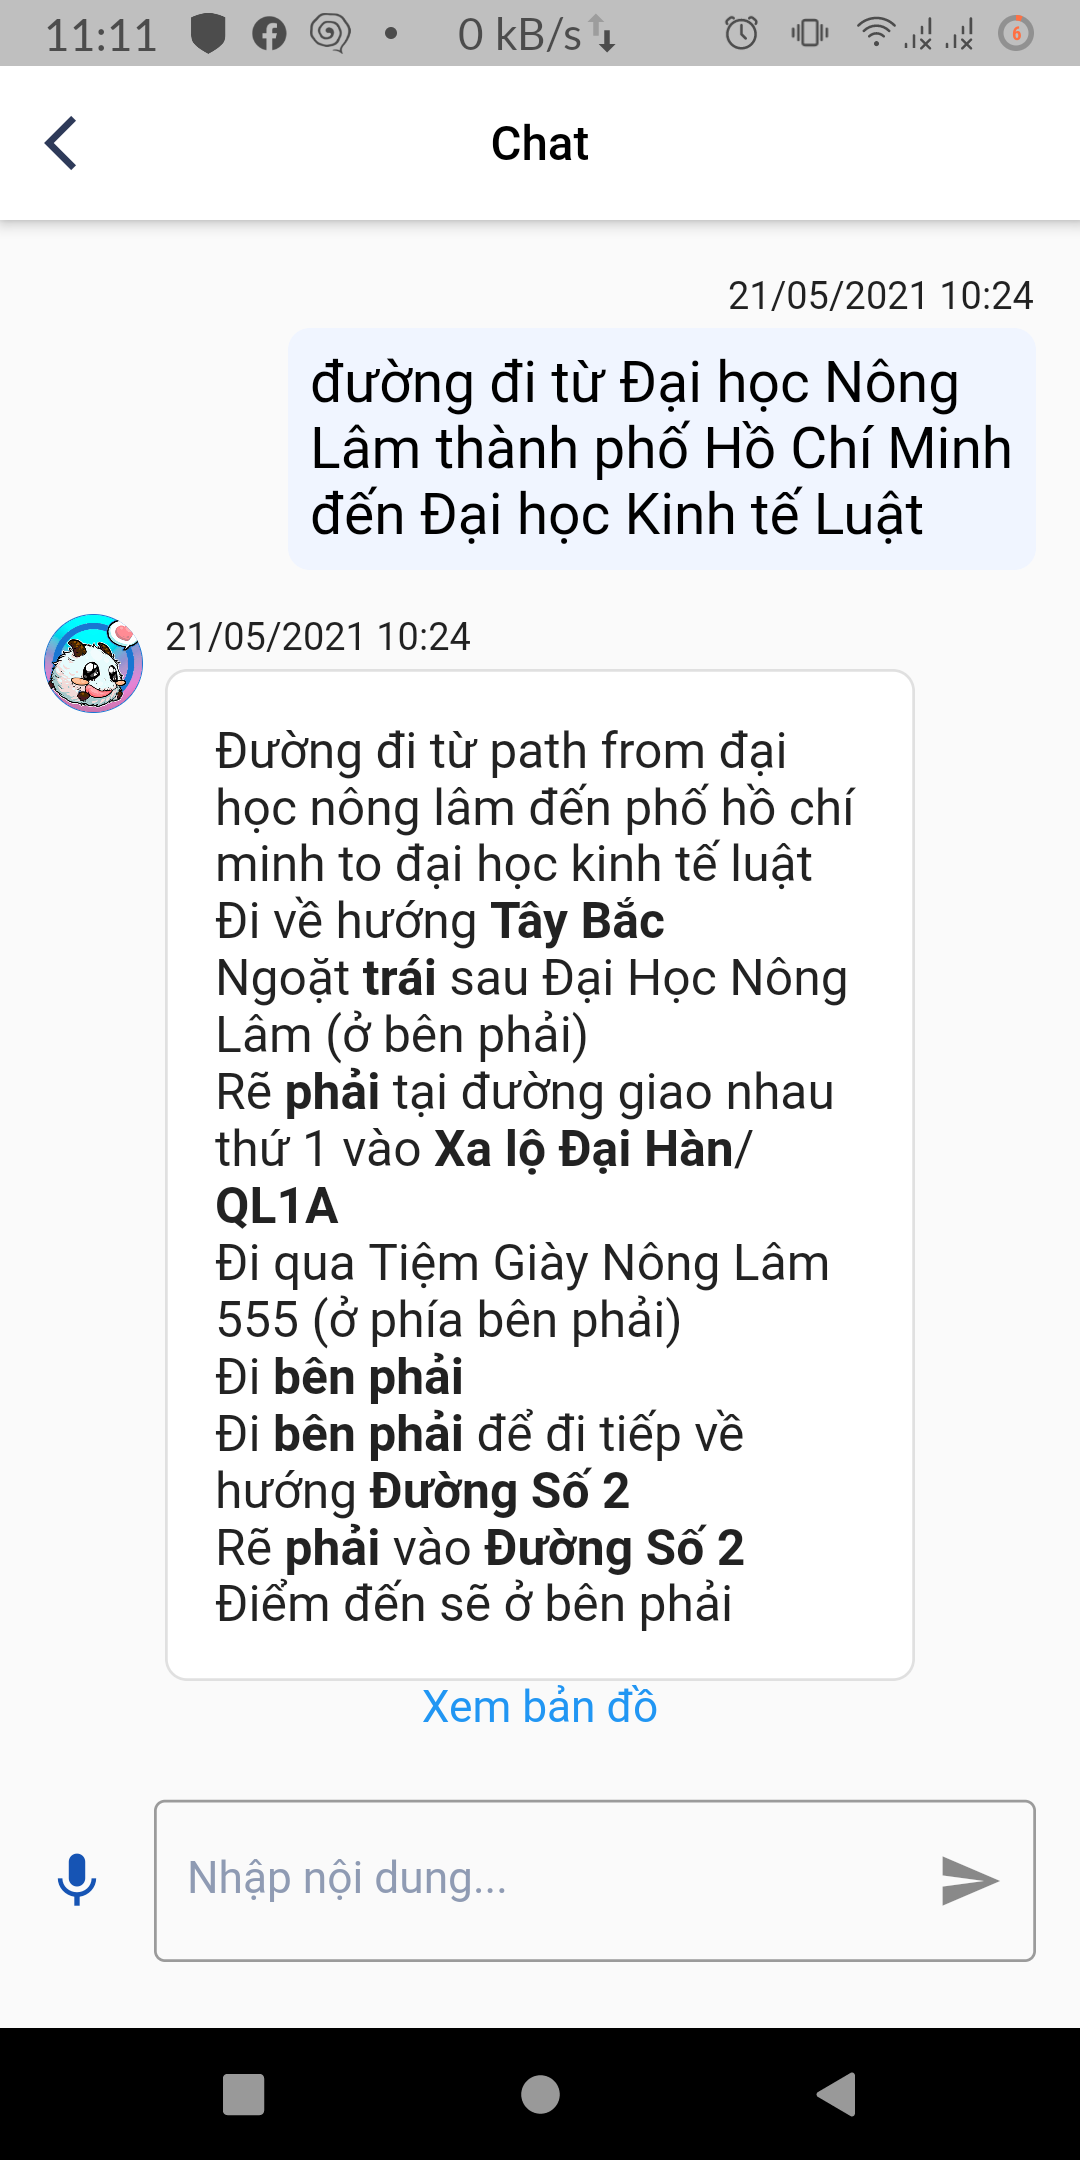 11:11 0 kB/s 6
Chat
21/05/2021 10:24
đường đi từ Đại học Nông
Lâm thành phố Hồ Chí Minh
đến Đại học Kinh tế Luật
21/05/2021 10:24
Đường đi từ path from đại
học nông lâm đến phố hồ chí
minh to đại học kinh tế luật
Đi về hướng Tây Bắc
Ngoặt trái sau Đại Học Nông
Lâm (ở bên phải)
Rẽ phải tại đường giao nhau
thứ 1 vào Xa lộ Đại Hàn/
QL1A
Đi qua Tiệm Giày Nông Lâm
555 (ở phía bên phải)
Đi bên phải
Đi bên phải để đi tiếp về
hướng Đường Số 2
Rẽ phải vào Đường Số 2
Điểm đến sẽ ở bên phải
Xem bản đồ
Nhập nội dung...